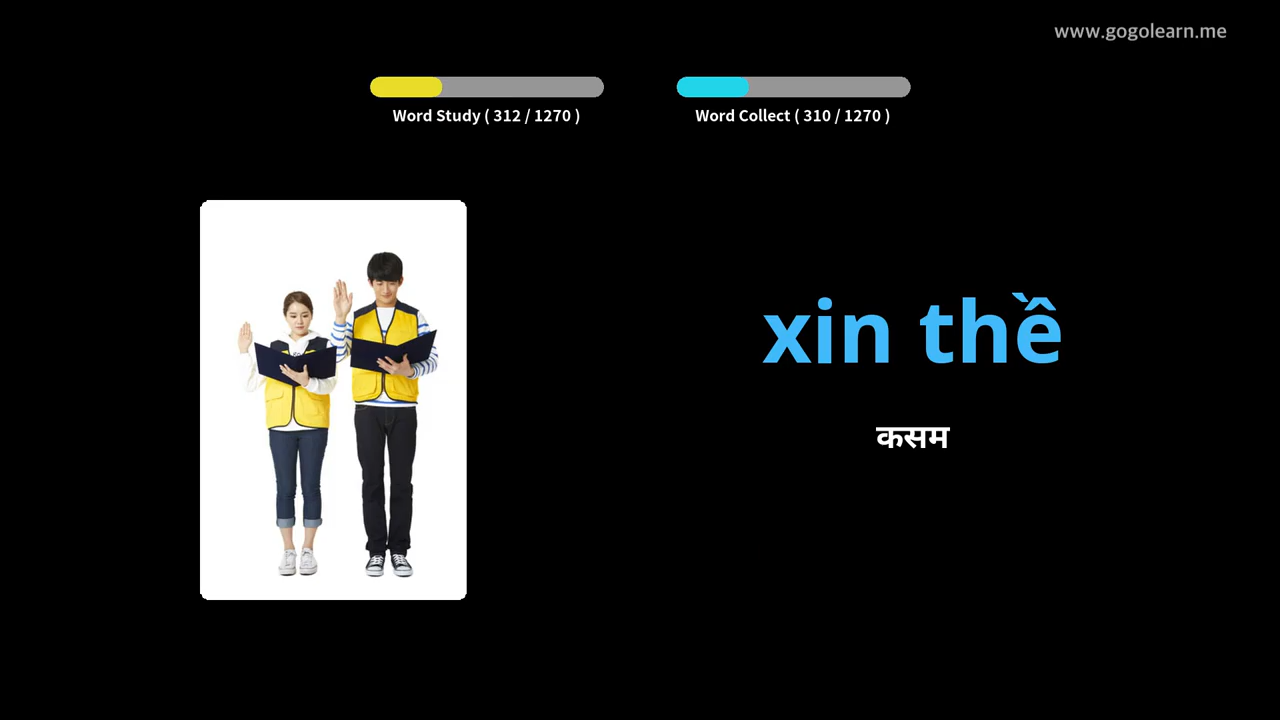 www.gogolearn.me
Word Study ( 312 / 1270 )
Word Collect ( 310 / 1270 )
xin thề
कसम